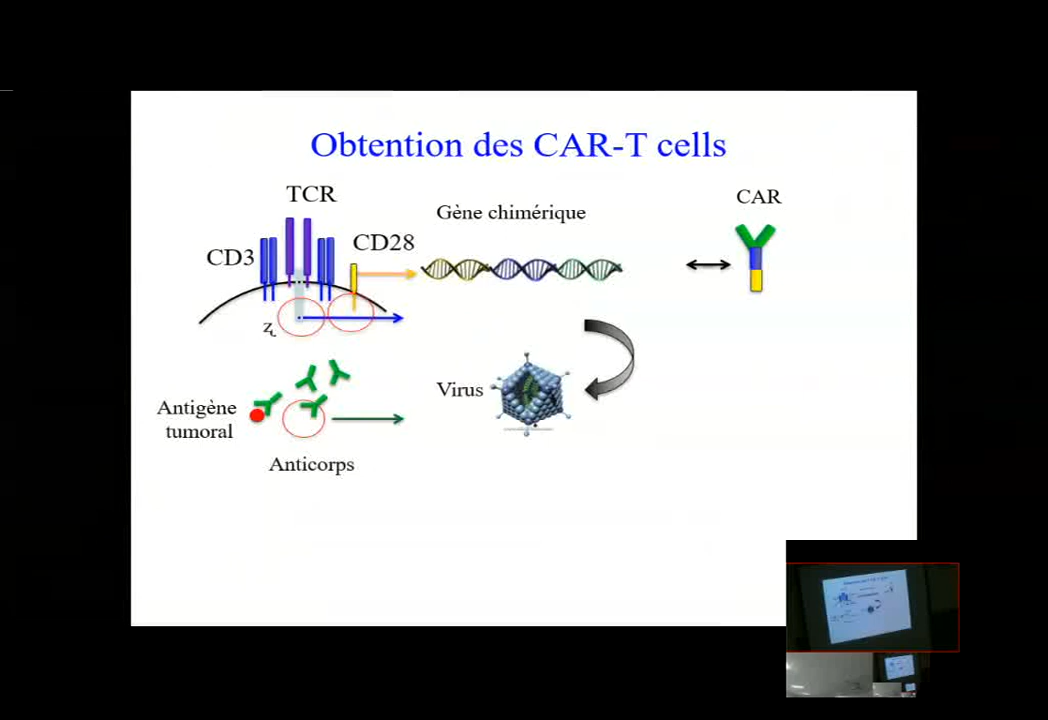 Obtention des CAR-T cells
TCR
CAR
Gène chimérique
CD28
CD3
Virus
Antigène
tumoral
Anticorps